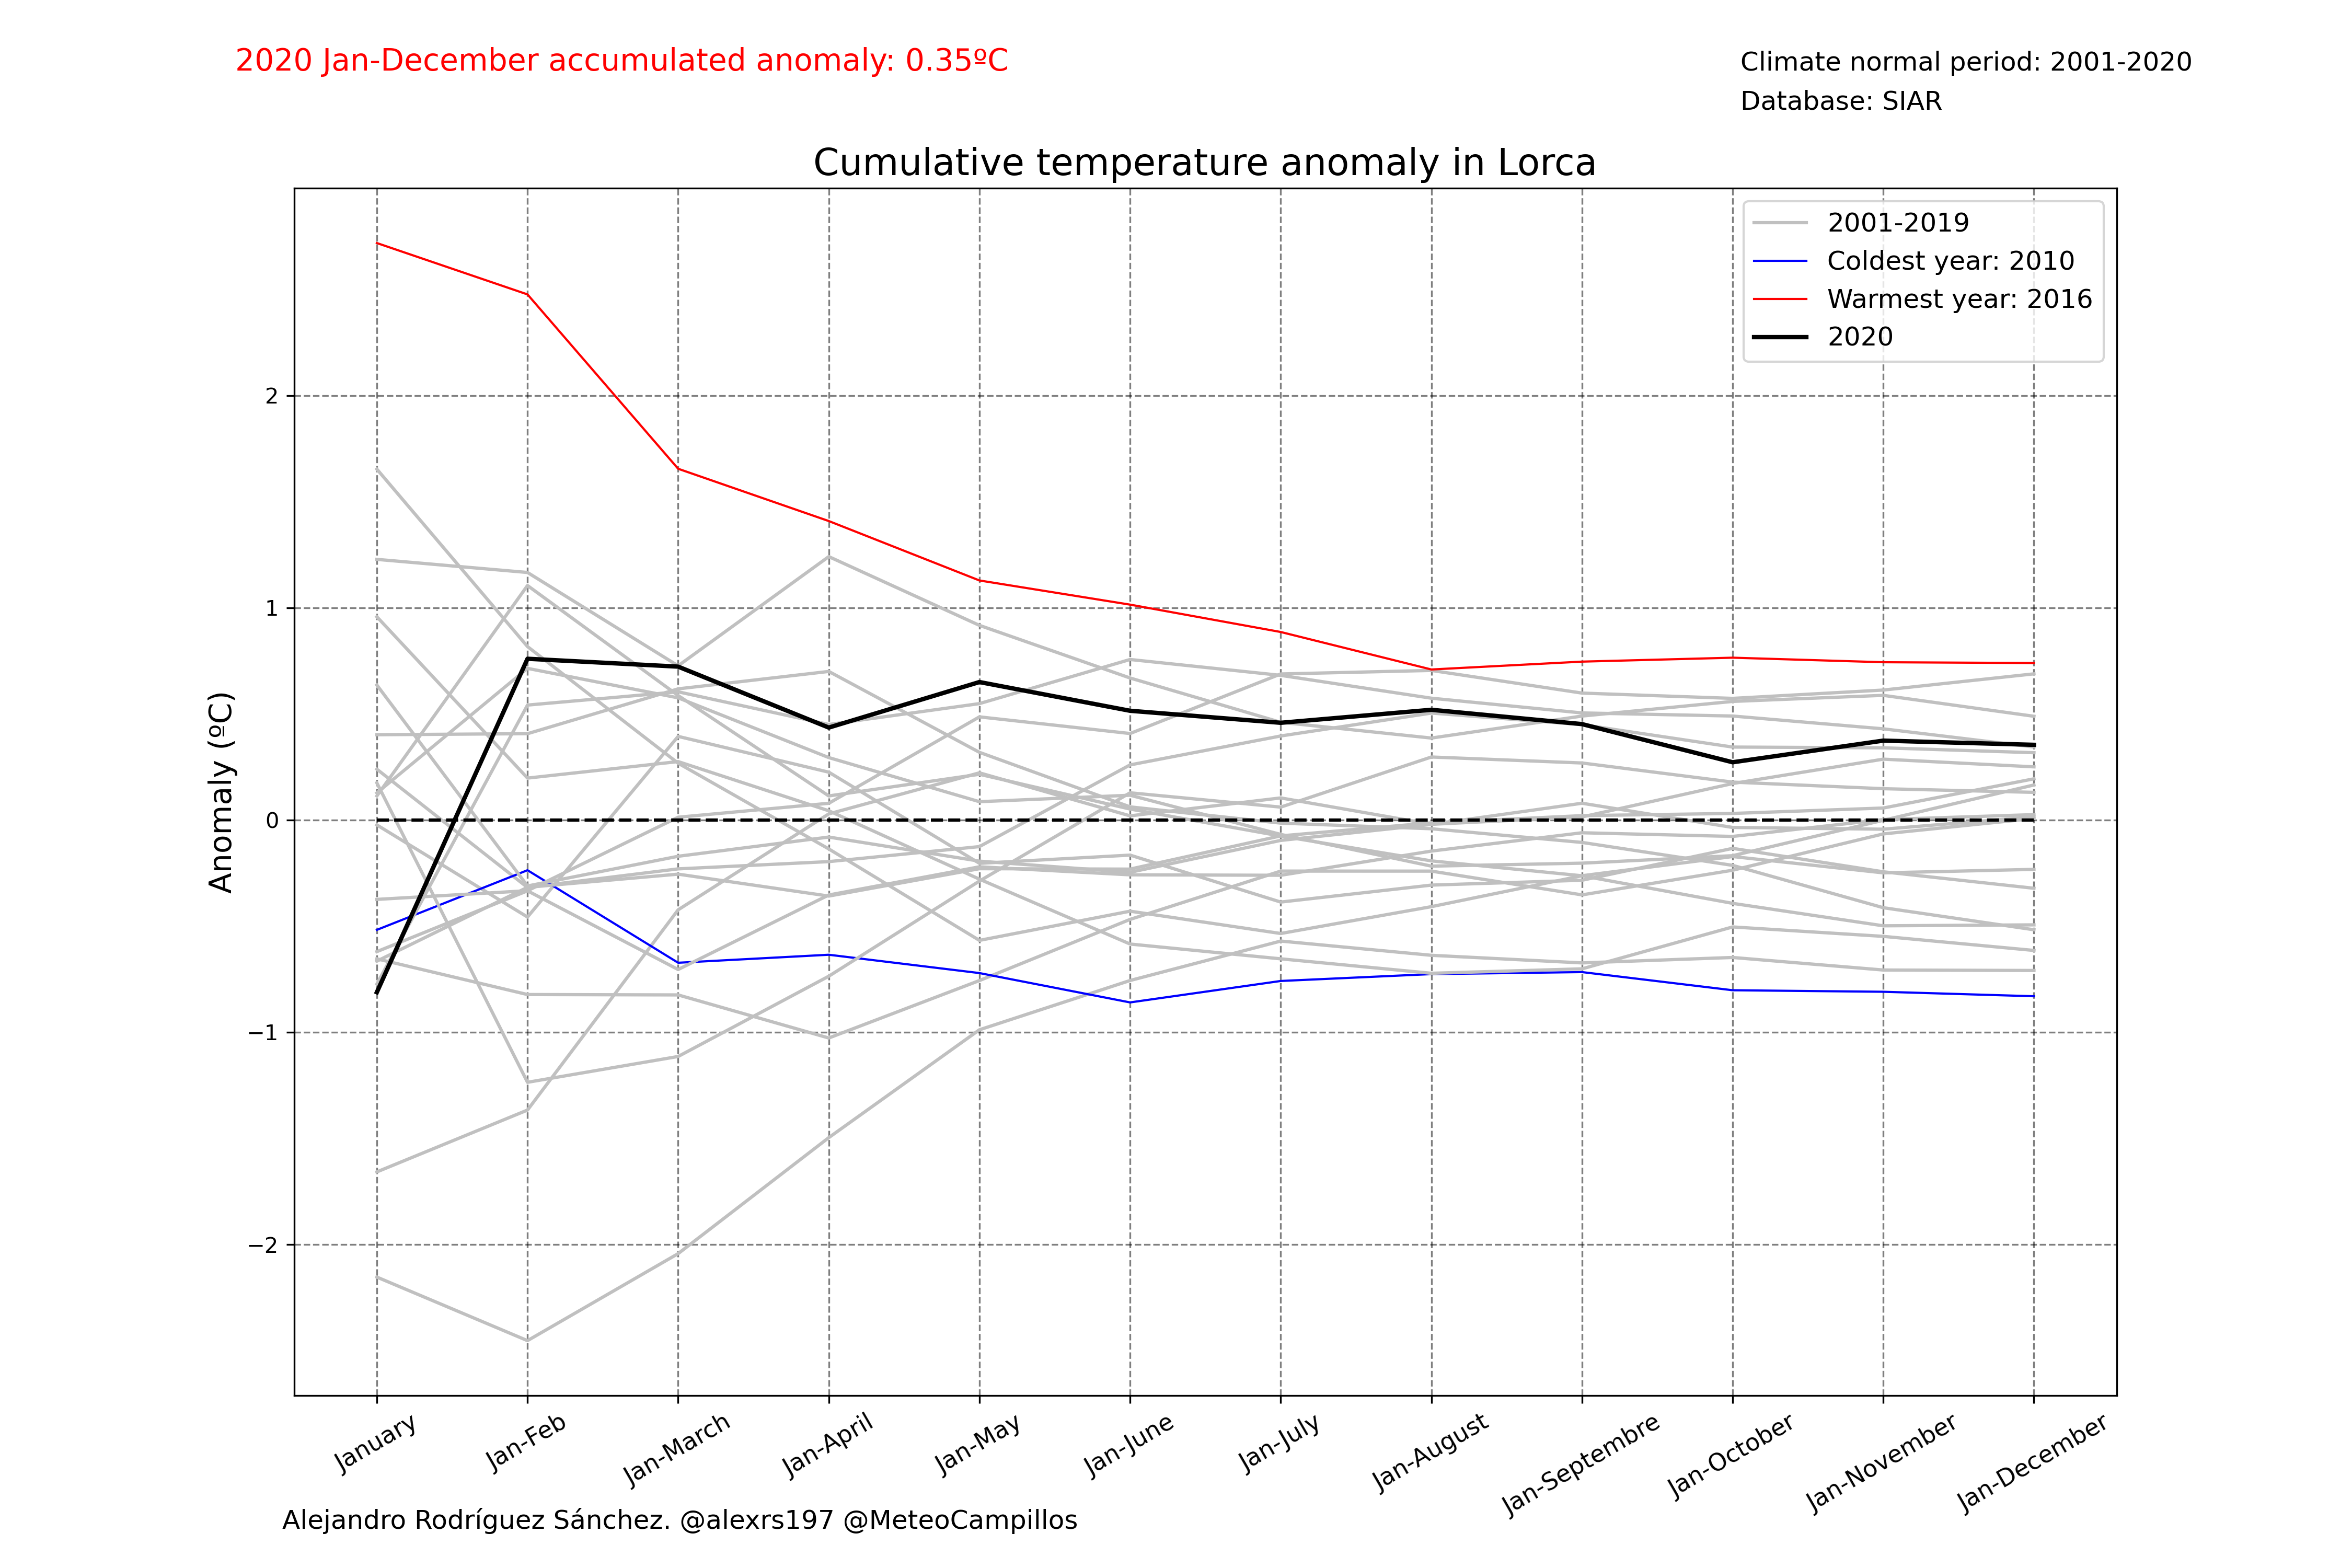 2020 Jan-December accumulated anomaly: 0.35ºC
Climate normal period: 2001-2020
Database: SIAR
Cumulative temperature anomaly in Lorca
2001-2019
Coldest year: 2010
Warmest year: 2016
2020
Anomaly (ºC)
2
1
0
−1
−2
January
Jan-Feb
Jan-March
Jan-April
Jan-May
Jan-June
Jan-July
Jan-August
Jan-Septembre
Jan-October
Jan-November
Jan-December
Alejandro Rodríguez Sánchez. @alexrs197 @MeteoCampillos